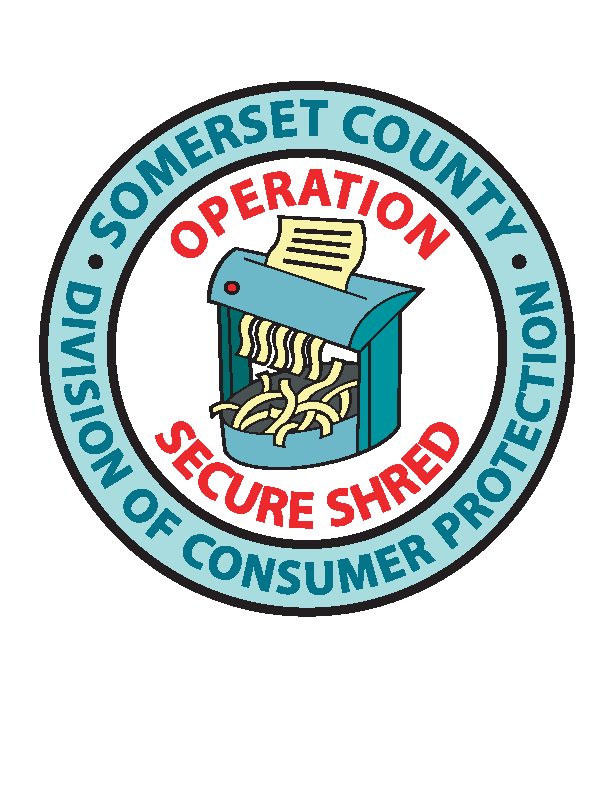 SOMERSET COUNTY
OPERATION
SECURE SHRED
DIVISION OF CONSUMER PROTECTION